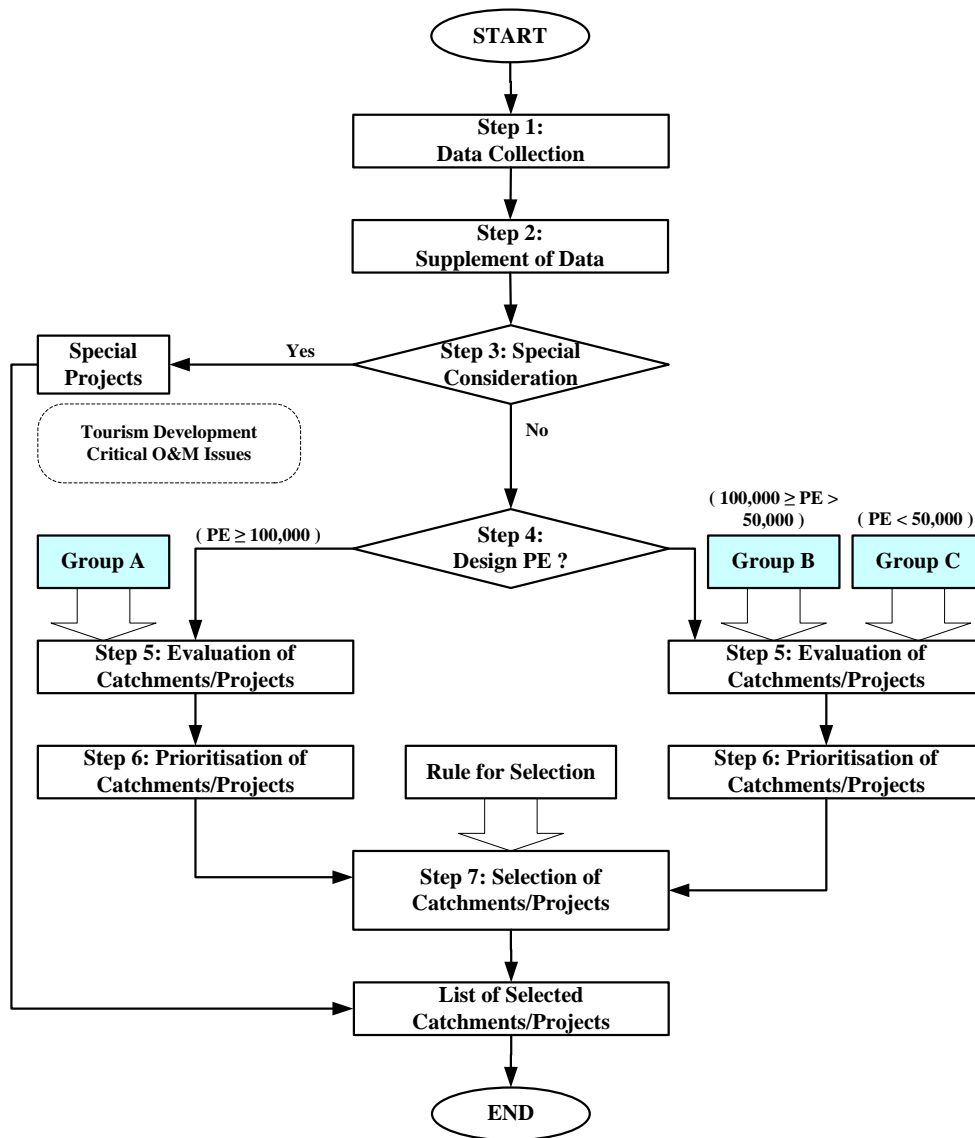 START
Step 1:
Data Collection
Step 2:
Supplement of Data
Step 3: Special
Consideration
Yes
Special
Projects
Tourism Development
Critical O&M Issues
No
Step 4:
Design PE ?
( PE ≥ 100,000 )
( 100,000 ≥ PE >
50,000 )
( PE < 50,000 )
Group A
Group B
Group C
Step 5: Evaluation of
Catchments/Projects
Step 5: Evaluation of
Catchments/Projects
Step 6: Prioritisation of
Catchments/Projects
Rule for Selection
Step 6: Prioritisation of
Catchments/Projects
Step 7: Selection of
Catchments/Projects
List of Selected
Catchments/Projects
END